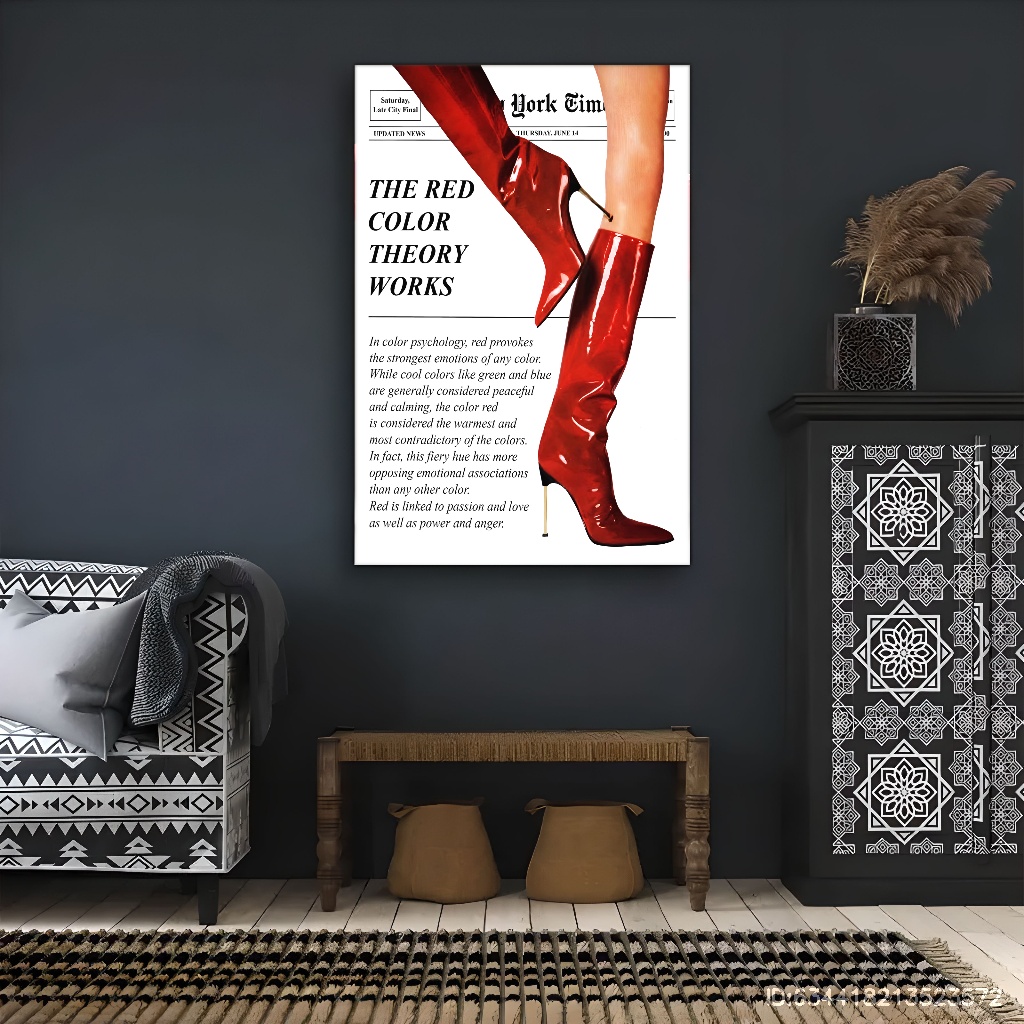 Saturday,
Late City Final
York Time
UPDATED NEWS
THURSDAY, JUNE 14
00
THE RED
COLOR
THEORY
WORKS
In color psychology, red provokes
the strongest emotions of any color.
While cool colors like green and blue
are generally considered peaceful
and calming, the color red
is considered the warmest and
most contradictory of the colors.
In fact, this fiery hue has more
opposing emotional associations
than any other color.
Red is linked to passion and love
as well as power and anger.